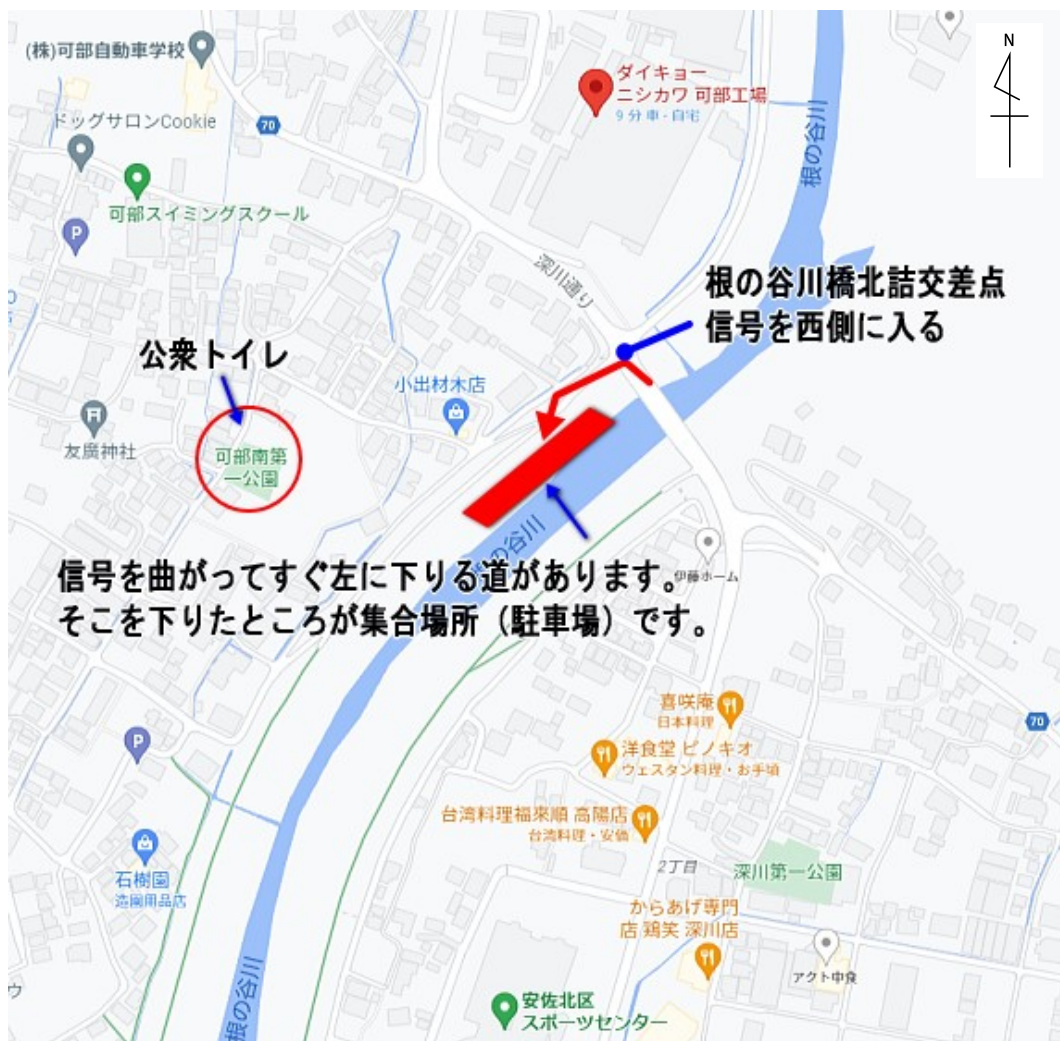 (株)可部自動車学校
N
ダイキョー
ニシカワ 可部工場
9 分 車・自宅
ドッグサロンCookie
70
根の谷川
可部スイミングスクール
P
深川通り
根の谷川橋北詰交差点
信号を西側に入る
公衆トイレ
小出材木店
友廣神社
可部南第
一公園
根の谷川
信号を曲がってすぐ左に下りる道があります。
伊藤ホーム
そこを下りたところが集合場所（駐車場）です。
喜咲庵
日本料理
70
P
洋食堂 ピノキオ
ウェスタン料理・お手頃
台湾料理福來順 高陽店
台湾料理・安価
石樹園
造園用品店
2丁目
深川第一公園
からあげ専門
店 鶏笑 深川店
アクト中食
根の谷川
ウ
安佐北区
スポーツセンター